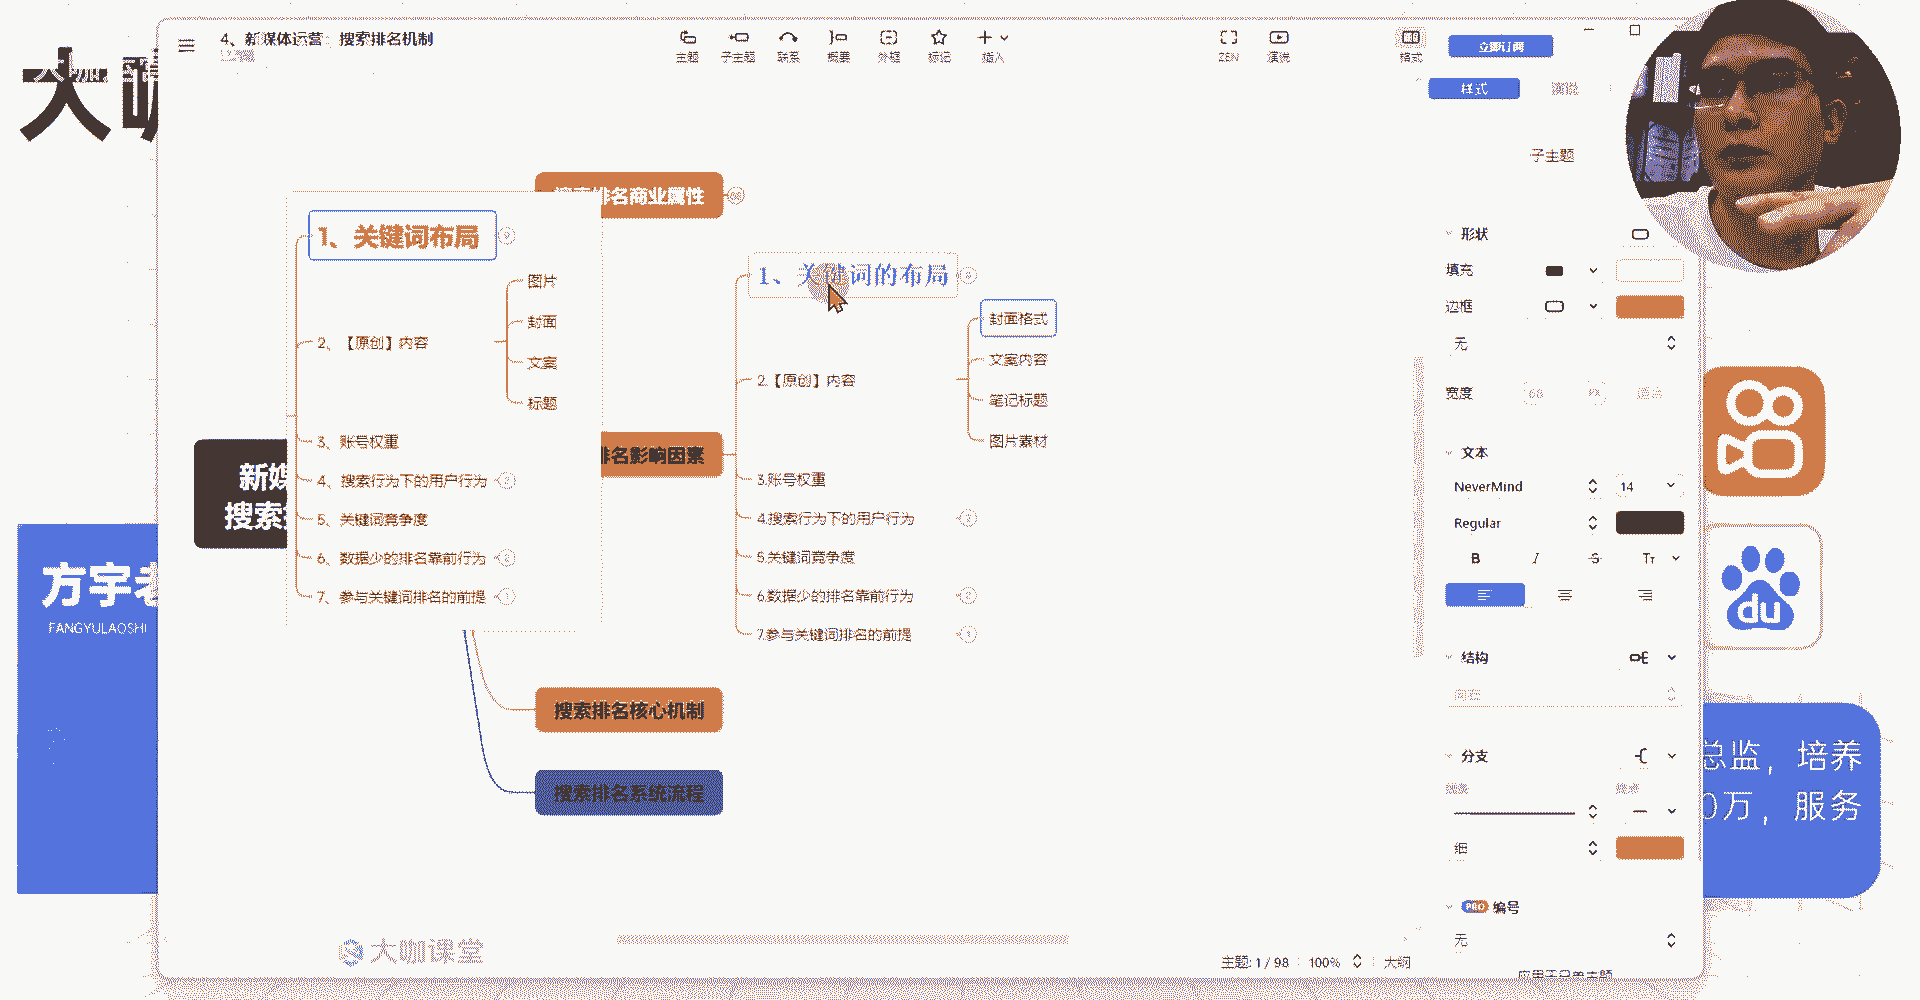 4、新媒体运营：搜索排名机制
主题
子主题
联系
概要
外框
标记
插入
ZEN
演说
格式
立即订阅
样式
演说
子主题
大咖
搜索排名商业属性
1、关键词布局
9
图片
封面
2、【原创】内容
文案
标题
3、账号权重
4、搜索行为下的用户行为
2
5、关键词竞争度
6、数据少的排名靠前行为
2
7、参与关键词排名的前提
1
新媒
搜索
排名影响因素
1、关键词的布局
9
封面格式
文案内容
2.【原创】内容
笔记标题
图片素材
3.账号权重
4.搜索行为下的用户行为
2
5.关键词竞争度
6.数据少的排名靠前行为
2
7.参与关键词排名的前提
1
搜索排名核心机制
搜索排名系统流程
形状
填充
边框
无
宽度
文本
NeverMind
14
Regular
B
I
S
Tт
结构
向右
分支
细
PRO 编号
无
方宇老
FANGYULAOSHI
du
总监，培养
0万，服务
大咖课堂
主题: 1 / 98
100%
大纲